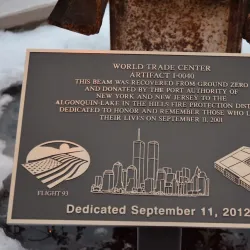 WORLD TRADE CENTER
ARTIFACT I-0040
THIS BEAM WAS RECOVERED FROM GROUND ZERO
AND DONATED BY THE PORT AUTHORITY OF
NEW YORK AND NEW JERSEY TO THE
ALGONQUIN-LAKE IN THE HILLS FIRE PROTECTION DIST
DEDICATED TO HONOR AND REMEMBER THOSE WHO L
THEIR LIVES ON SEPTEMBER 11, 2001
FLIGHT 93
Dedicated September 11, 2012